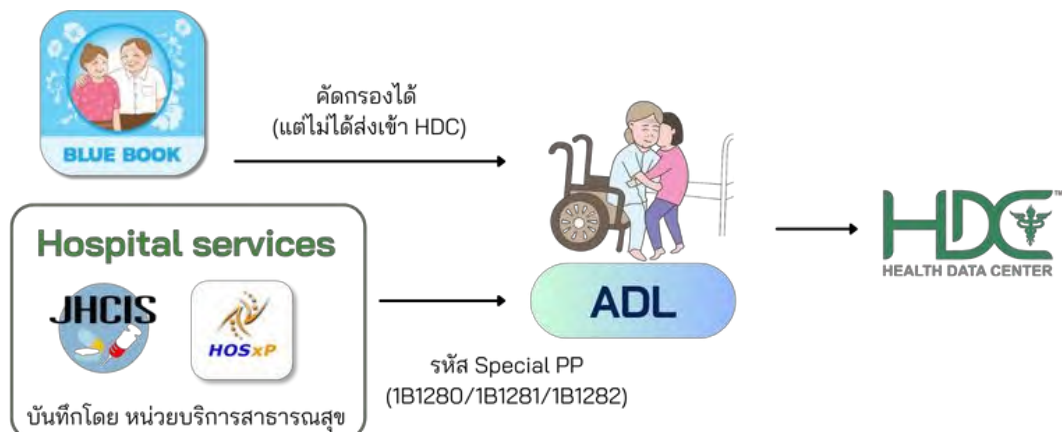 BLUE BOOK
คัดกรองได้
(แต่ไม่ได้ส่งเข้า HDC)
Hospital services
JHCIS
HOSxP
บันทึกโดย หน่วยบริการสาธารณสุข
ADL
รหัส Special PP
(1B1280/1B1281/1B1282)
HDC™
HEALTH DATA CENTER